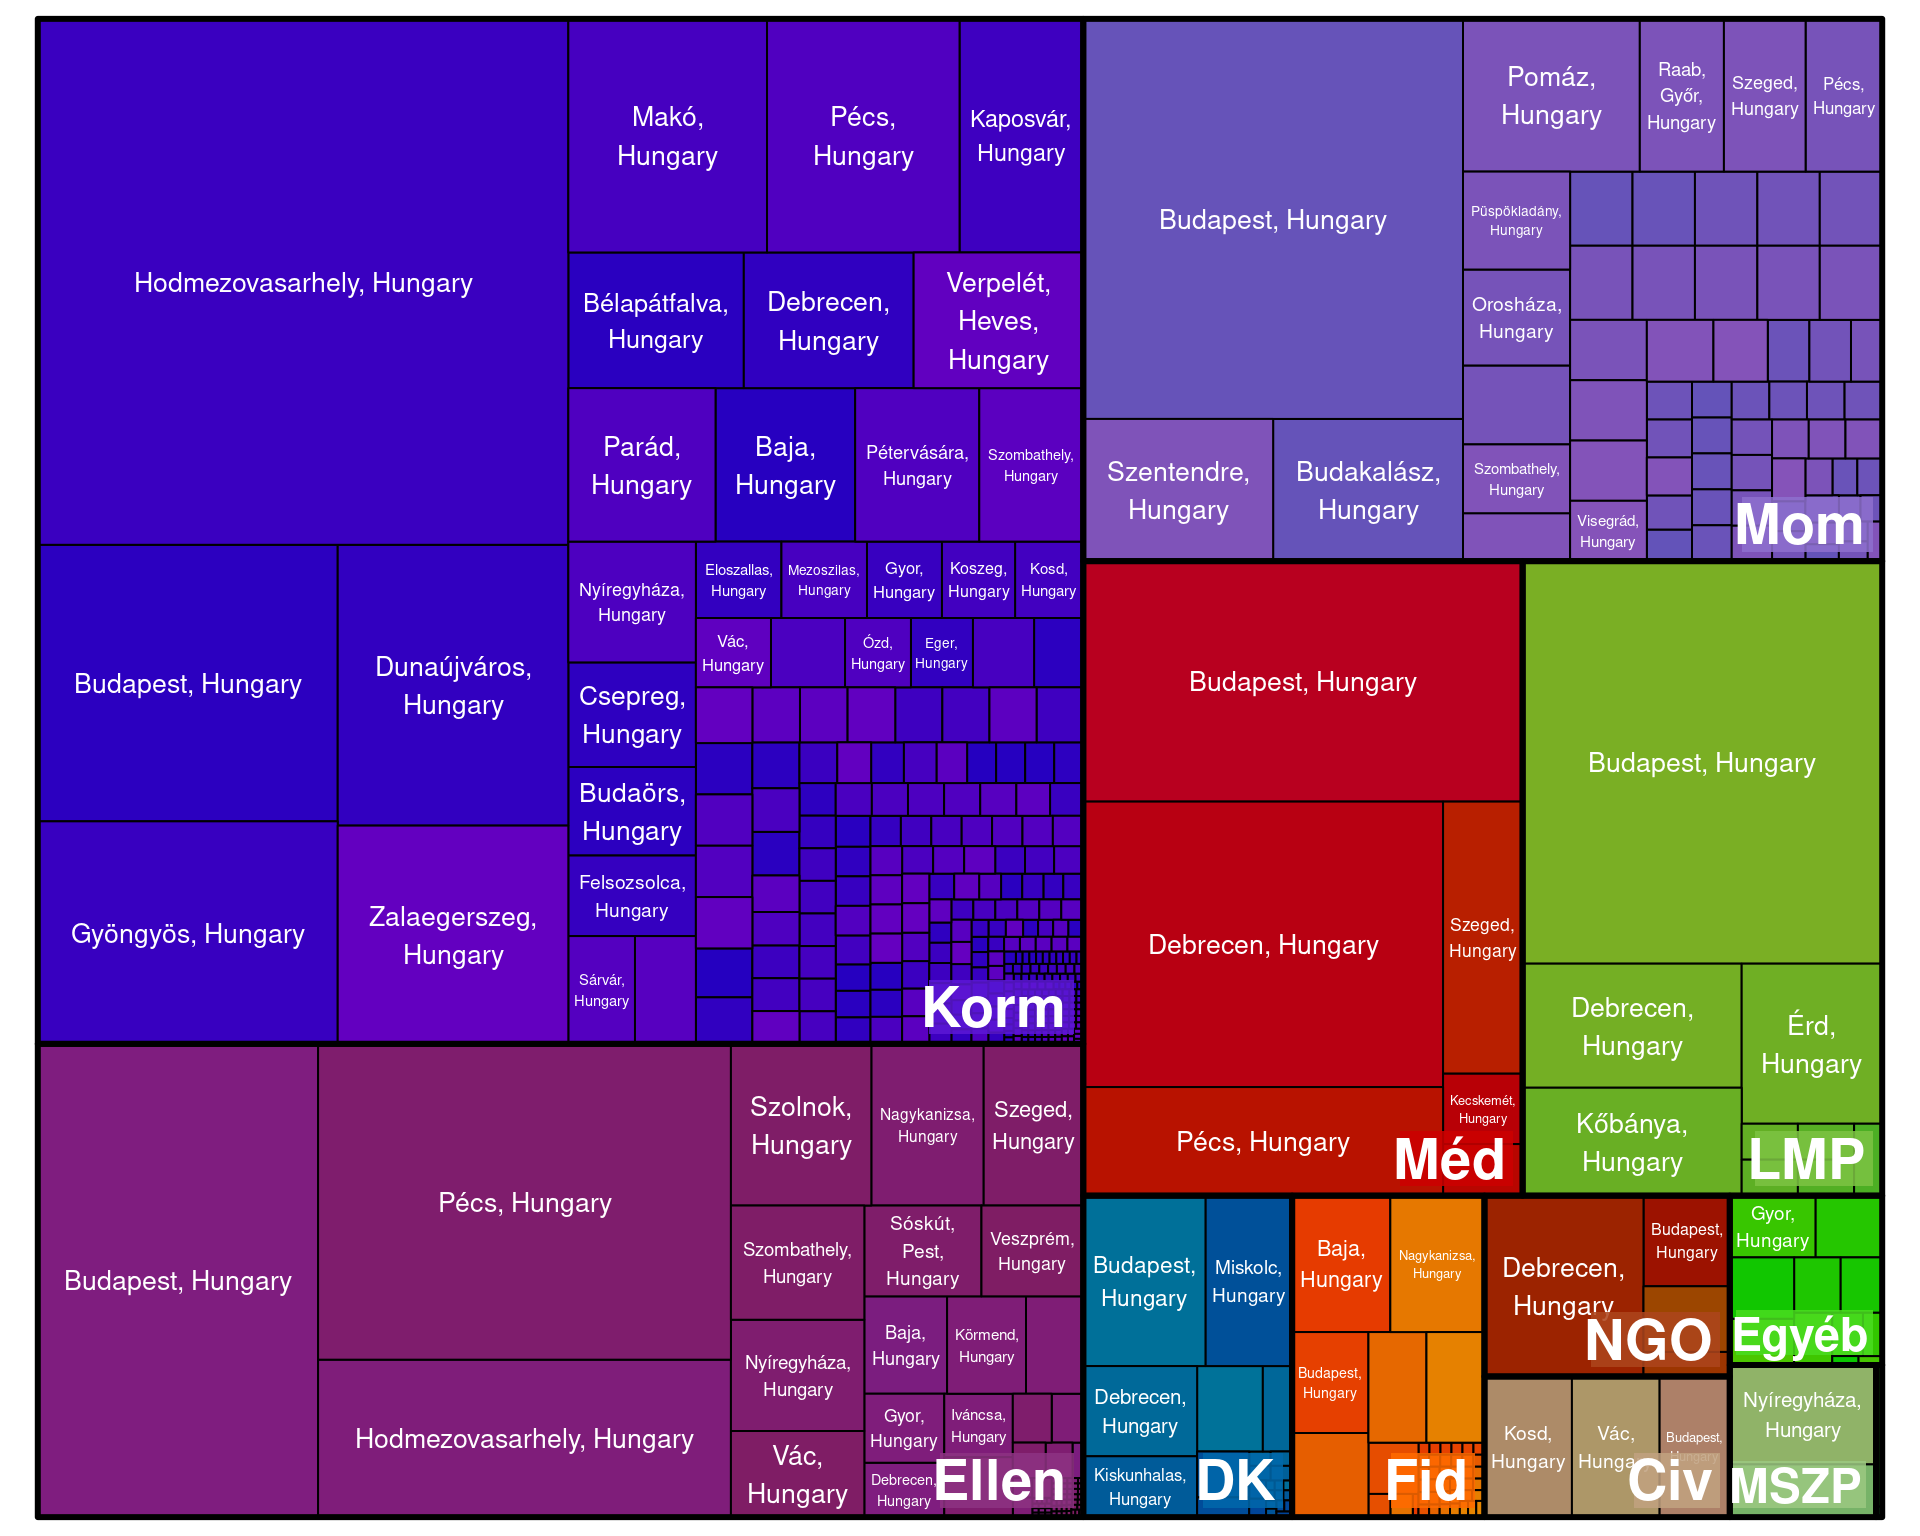 Hodmezovasarhely, Hungary
Makó,
Hungary
Pécs,
Hungary
Kaposvár,
Hungary
Bélapátfalva,
Hungary
Debrecen,
Hungary
Verpelét,
Heves,
Hungary
Parád,
Hungary
Baja,
Hungary
Pétervására,
Hungary
Szombathely,
Hungary
Budapest, Hungary
Dunaújváros,
Hungary
Gyöngyös, Hungary
Zalaegerszeg,
Hungary
Nyíregyháza,
Hungary
Eloszallas,
Hungary
Mezoszilas,
Hungary
Gyor,
Hungary
Koszeg,
Hungary
Kosd,
Hungary
Vác,
Hungary
Ózd,
Hungary
Eger,
Hungary
Csepreg,
Hungary
Budaörs,
Hungary
Felsozsolca,
Hungary
Sárvár,
Hungary
Korm
Budapest, Hungary
Pomáz,
Hungary
Raab,
Győr,
Hungary
Szeged,
Hungary
Pécs,
Hungary
Püspökladány,
Hungary
Orosháza,
Hungary
Szentendre,
Hungary
Budakalász,
Hungary
Szombathely,
Hungary
Visegrád,
Hungary
Mom
Budapest, Hungary
Debrecen, Hungary
Szeged,
Hungary
Pécs, Hungary
Kecskemét,
Hungary
Méd
Budapest, Hungary
Debrecen,
Hungary
Érd,
Hungary
Kőbánya,
Hungary
LMP
Budapest, Hungary
Pécs, Hungary
Hodmezovasarhely, Hungary
Szolnok,
Hungary
Nagykanizsa,
Hungary
Szeged,
Hungary
Szombathely,
Hungary
Sóskút,
Pest,
Hungary
Veszprém,
Hungary
Nyíregyháza,
Hungary
Baja,
Hungary
Körmend,
Hungary
Vác,
Hungary
Gyor,
Hungary
Iváncsa,
Hungary
Debrecen,
Hungary
Ellen
Budapest,
Hungary
Miskolc,
Hungary
Debrecen,
Hungary
Kiskunhalas,
Hungary
DK
Baja,
Hungary
Nagykanizsa,
Hungary
Budapest,
Hungary
Fid
Debrecen,
Hungary
Budapest,
Hungary
NGO
Gyor,
Hungary
Egyéb
Kosd,
Hungary
Vác,
Hungary
Budapest,
Hungary
Civ
Nyíregyháza,
Hungary
MSZP